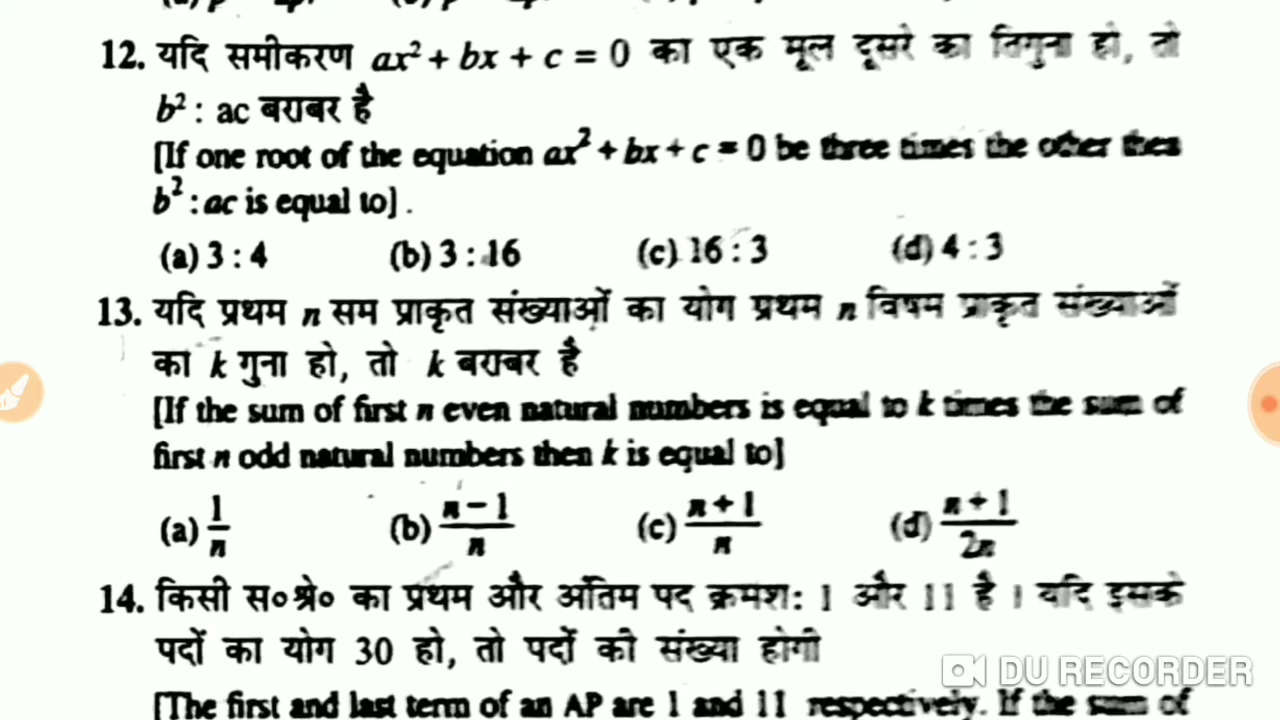 12. यदि समीकरण ax² + bx + c = 0 का एक मूल दूसरे का तिगुना हो, तो
b² : ac बराबर है
[If one root of the equation ax² + bx + c = 0 be three times the other then
b² : ac is equal to] .
(a) 3 : 4 (b) 3 : 16 (c) 16 : 3 (d) 4 : 3
13. यदि प्रथम n सम प्राकृत संख्याओं का योग प्रथम n विषम प्राकृत संख्याओं
का k गुना हो, तो k बराबर है
[If the sum of first n even natural numbers is equal to k times the sum of
first n odd natural numbers then k is equal to]
(a) 1/n (b) n – 1/n (c) n + 1/n (d) n + 1/2n
14. किसी स० श्रे० का प्रथम और अंतिम पद क्रमश: 1 और 11 है । यदि इसके
पदों का योग 30 हो, तो पदों की संख्या होगी
[The first and last term of an AP are 1 and 11 respectively. If the sum of
DU RECORDER